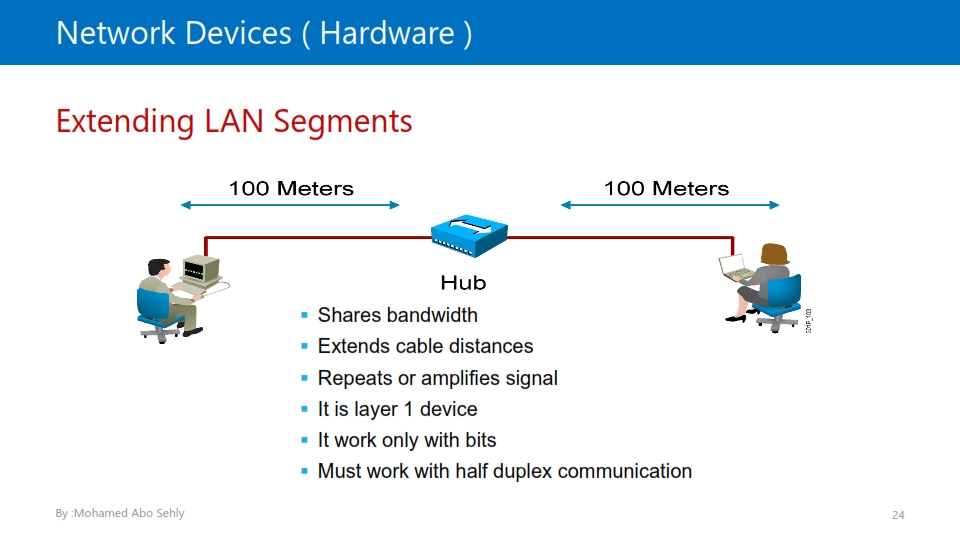 Network Devices ( Hardware )
Extending LAN Segments
100 Meters
100 Meters
Hub
▪ Shares bandwidth
▪ Extends cable distances
▪ Repeats or amplifies signal
▪ It is layer 1 device
▪ It work only with bits
▪ Must work with half duplex communication
301P_103
By :Mohamed Abo Sehly
24